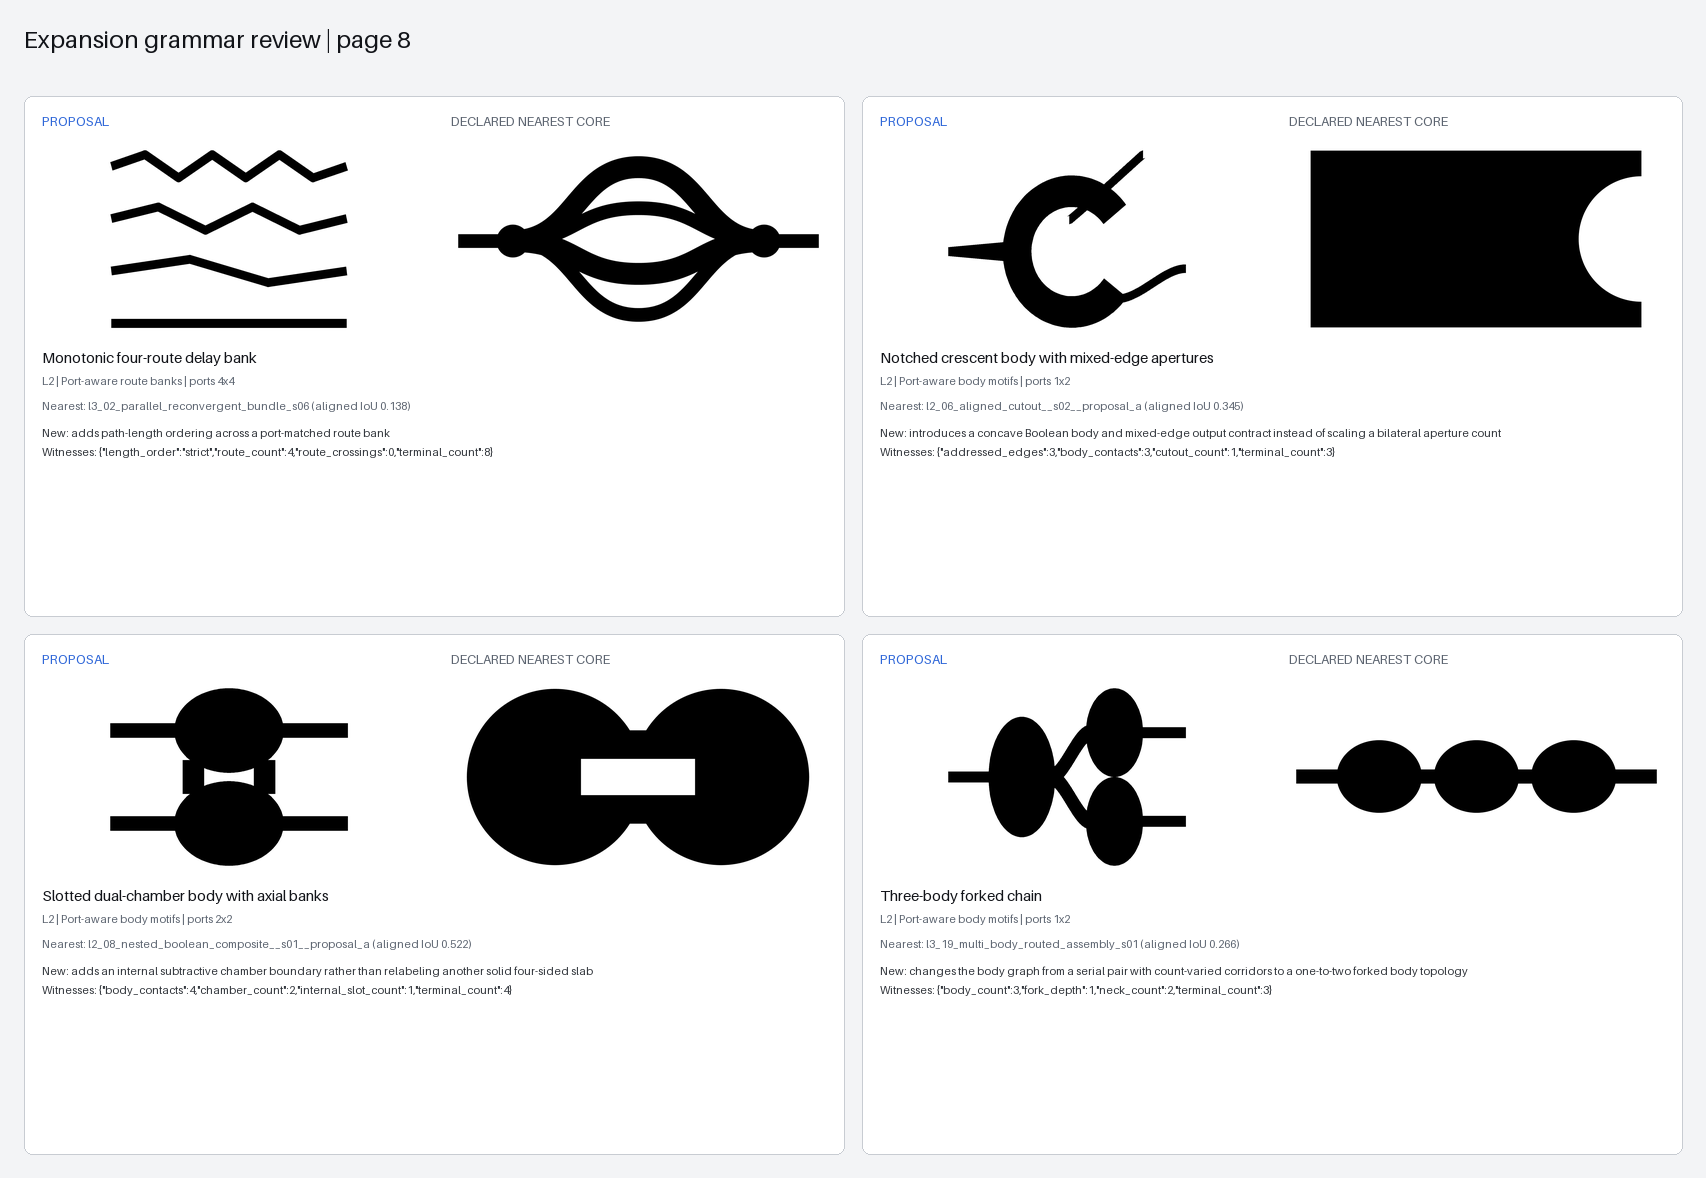 Expansion grammar review | page 8
PROPOSAL
DECLARED NEAREST CORE
Monotonic four-route delay bank
L2 | Port-aware route banks | ports 4x4
Nearest: l3_02_parallel_reconvergent_bundle_s06 (aligned IoU 0.138)
New: adds path-length ordering across a port-matched route bank
Witnesses: {"length_order":"strict","route_count":4,"route_crossings":0,"terminal_count":8}
PROPOSAL
DECLARED NEAREST CORE
Notched crescent body with mixed-edge apertures
L2 | Port-aware body motifs | ports 1x2
Nearest: l2_06_aligned_cutout__s02__proposal_a (aligned IoU 0.345)
New: introduces a concave Boolean body and mixed-edge output contract instead of scaling a bilateral aperture count
Witnesses: {"addressed_edges":3,"body_contacts":3,"cutout_count":1,"terminal_count":3}
PROPOSAL
DECLARED NEAREST CORE
Slotted dual-chamber body with axial banks
L2 | Port-aware body motifs | ports 2x2
Nearest: l2_08_nested_boolean_composite__s01__proposal_a (aligned IoU 0.522)
New: adds an internal subtractive chamber boundary rather than relabeling another solid four-sided slab
Witnesses: {"body_contacts":4,"chamber_count":2,"internal_slot_count":1,"terminal_count":4}
PROPOSAL
DECLARED NEAREST CORE
Three-body forked chain
L2 | Port-aware body motifs | ports 1x2
Nearest: l3_19_multi_body_routed_assembly_s01 (aligned IoU 0.266)
New: changes the body graph from a serial pair with count-varied corridors to a one-to-two forked body topology
Witnesses: {"body_count":3,"fork_depth":1,"neck_count":2,"terminal_count":3}